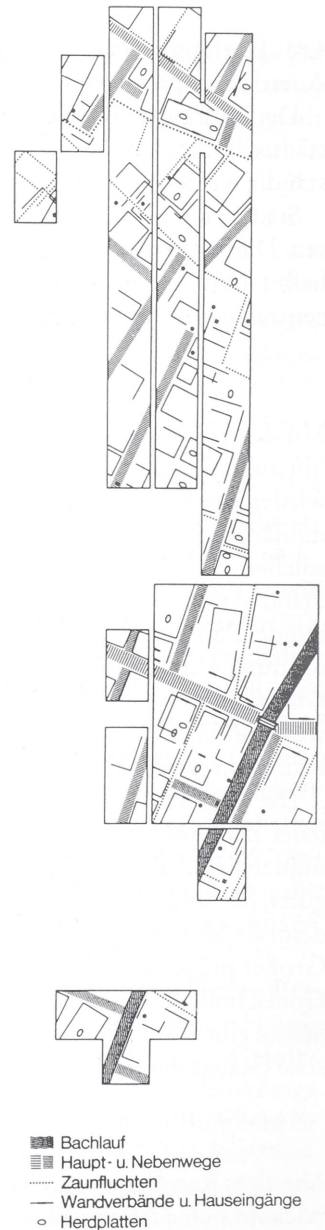 Bachlauf
Haupt- u. Nebenwege
Zaunfluchten
Wandverbände u. Hauseingänge
Herdplatten